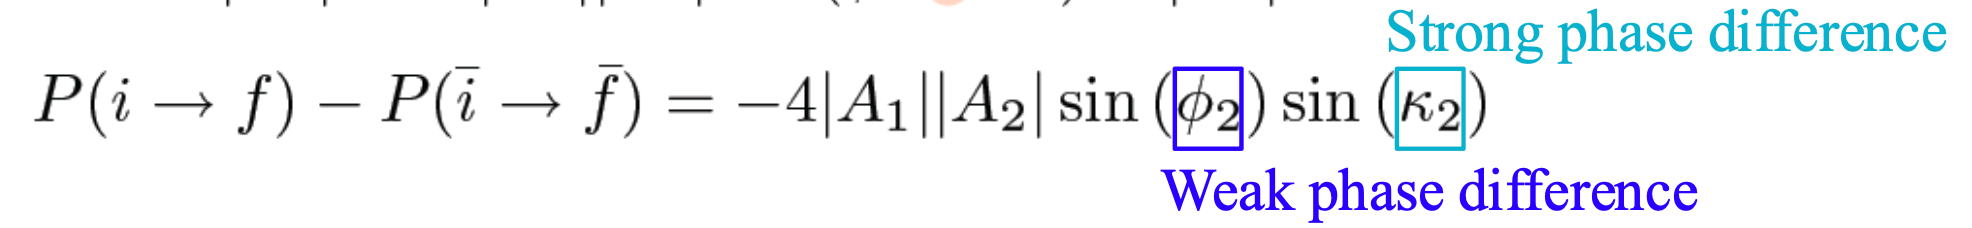 Strong phase difference
P(i → f) − P(ī → f̄) = −4|A₁||A₂| sin (ϕ₂) sin (κ₂)
Weak phase difference